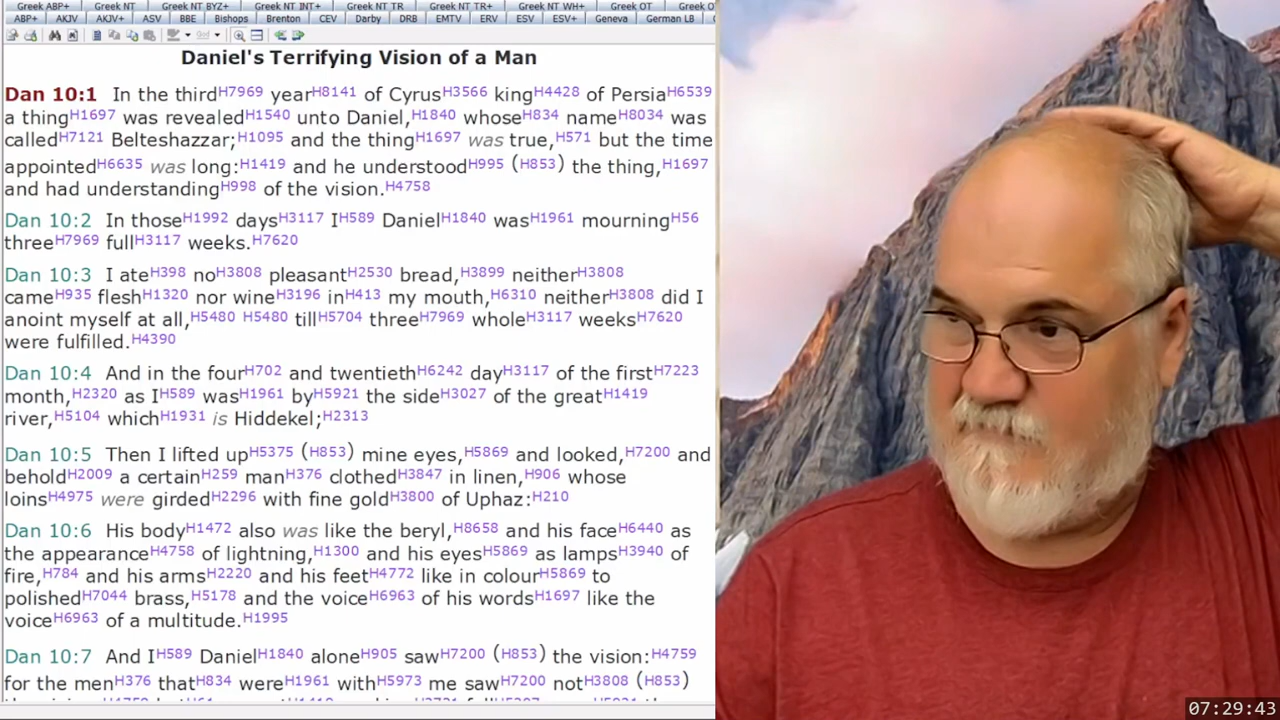 Greek ABP+ Greek NT Greek NT BYZ+ Greek NT INT+ Greek NT TR Greek NT TR+ Greek NT WH+ Greek OT Greek O
ABP+ AKJV AKJV+ ASV BBE Bishops Brenton CEV Darby DRB EMTV ERV ESV ESV+ Geneva German LB
Daniel's Terrifying Vision of a Man
Dan 10:1 In the thirdH7969 yearH8141 of CyrusH3566 kingH4428 of PersiaH6539
a thingH1697 was revealedH1540 unto Daniel,H1840 whoseH834 nameH8034 was
calledH7121 Belteshazzar;H1095 and the thingH1697 was true,H571 but the time
appointedH6635 was long:H1419 and he understoodH995 (H853) the thing,H1697
and had understandingH998 of the vision.H4758
Dan 10:2 In thoseH1992 daysH3117 IH589 DanielH1840 wasH1961 mourningH56
threeH7969 fullH3117 weeks.H7620
Dan 10:3 I ateH398 noH3808 pleasantH2530 bread,H3899 neitherH3808
cameH935 fleshH1320 nor wineH3196 inH413 my mouth,H6310 neitherH3808 did I
anoint myself at all,H5480 H5480 tillH5704 threeH7969 wholeH3117 weeksH7620
were fulfilled.H4390
Dan 10:4 And in the fourH702 and twentiethH6242 dayH3117 of the firstH7223
month,H2320 as IH589 wasH1961 byH5921 the sideH3027 of the greatH1419
river,H5104 whichH1931 is Hiddekel;H2313
Dan 10:5 Then I lifted upH5375 (H853) mine eyes,H5869 and looked,H7200 and
beholdH2009 a certainH259 manH376 clothedH3847 in linen,H906 whose
loinsH4975 were girdedH2296 with fine goldH3800 of Uphaz:H210
Dan 10:6 His bodyH1472 also was like the beryl,H8658 and his faceH6440 as
the appearanceH4758 of lightning,H1300 and his eyesH5869 as lampsH3940 of
fire,H784 and his armsH2220 and his feetH4772 like in colourH5869 to
polishedH7044 brass,H5178 and the voiceH6963 of his wordsH1697 like the
voiceH6963 of a multitude.H1995
Dan 10:7 And IH589 DanielH1840 aloneH905 sawH7200 (H853) the vision:H4759
for the menH376 thatH834 wereH1961 withH5973 me sawH7200 notH3808 (H853)
07:29:43